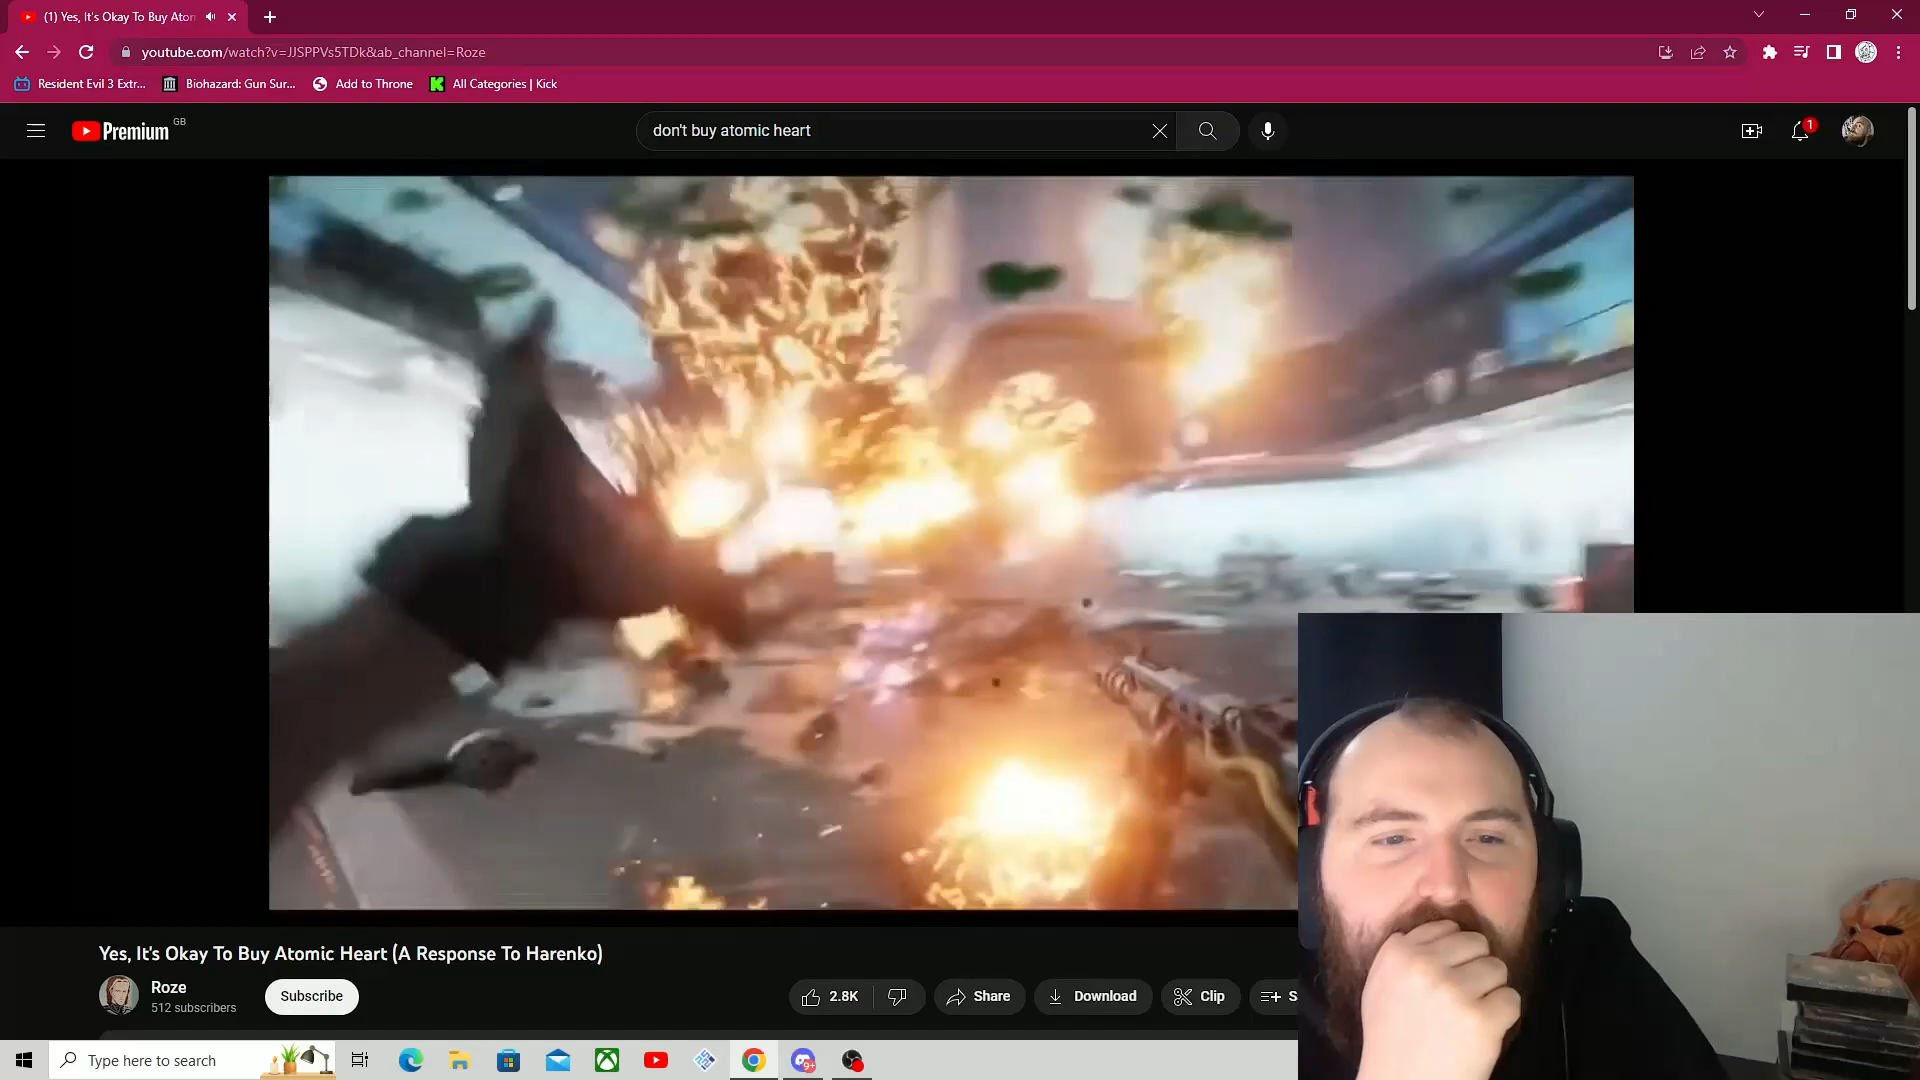 (1) Yes, It's Okay To Buy Atom
youtube.com/watch?v=JJSPPVs5TDk&ab_channel=Roze
Resident Evil 3 Extr...
Biohazard: Gun Sur...
Add to Throne
All Categories | Kick
Premium
GB
don't buy atomic heart
1
Yes, It's Okay To Buy Atomic Heart (A Response To Harenko)
Roze
512 subscribers
Subscribe
2.8K
Share
Download
Clip
S
Type here to search
9+